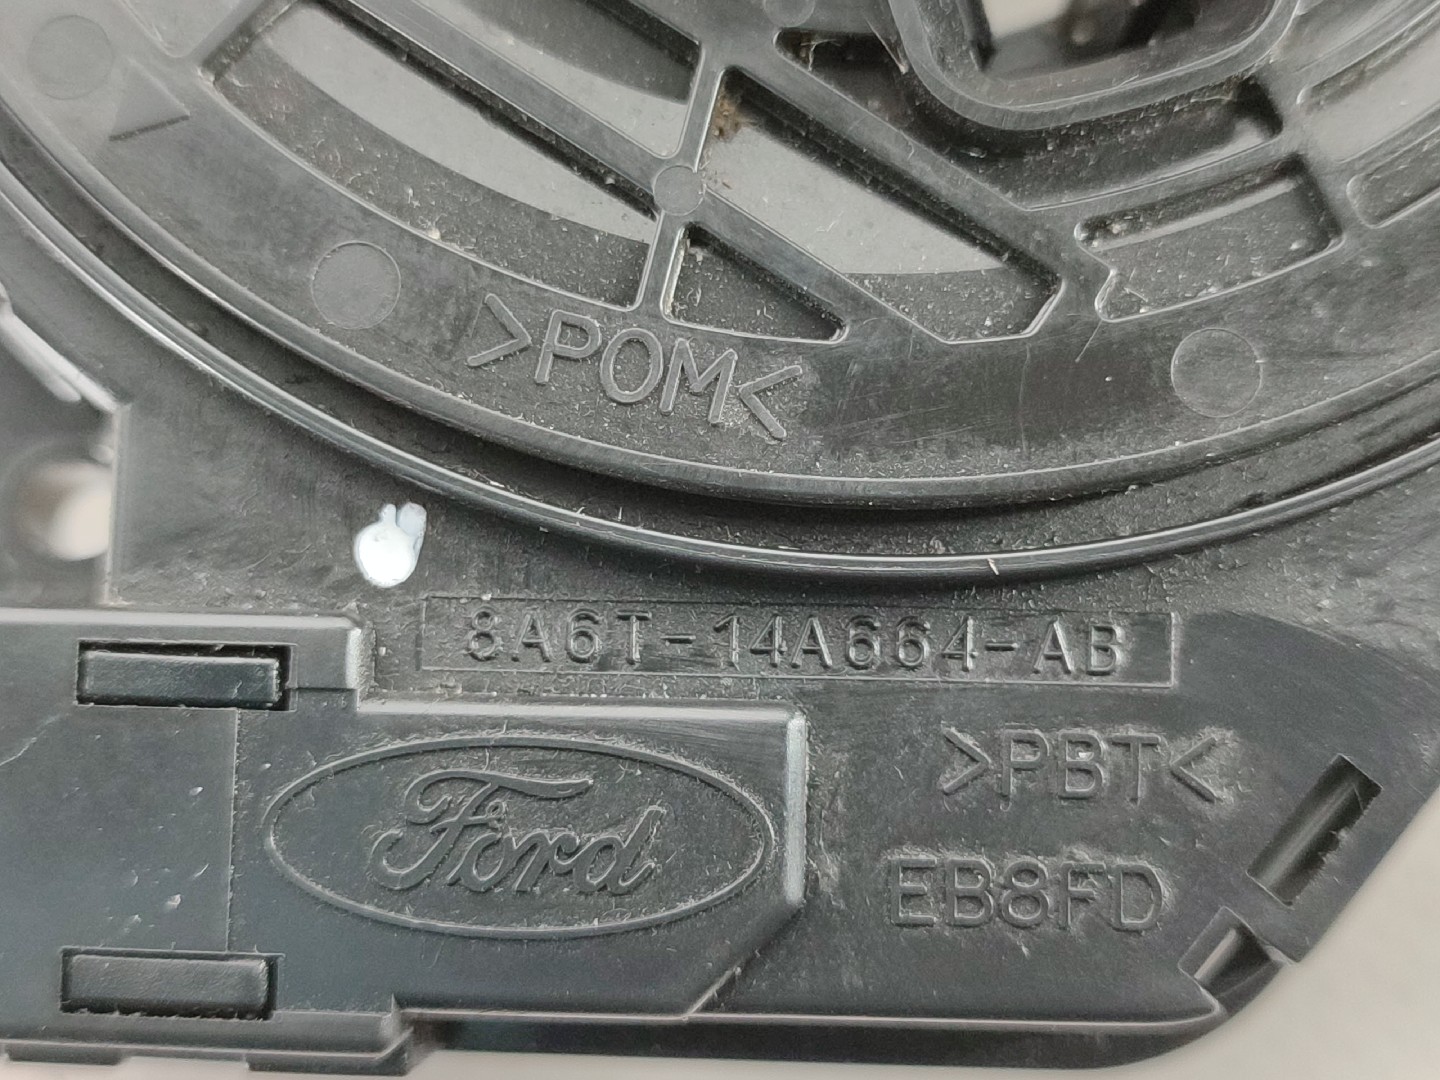 >POM<
8A6T-14A664-AB
>PBT<
Ford
EB8FD